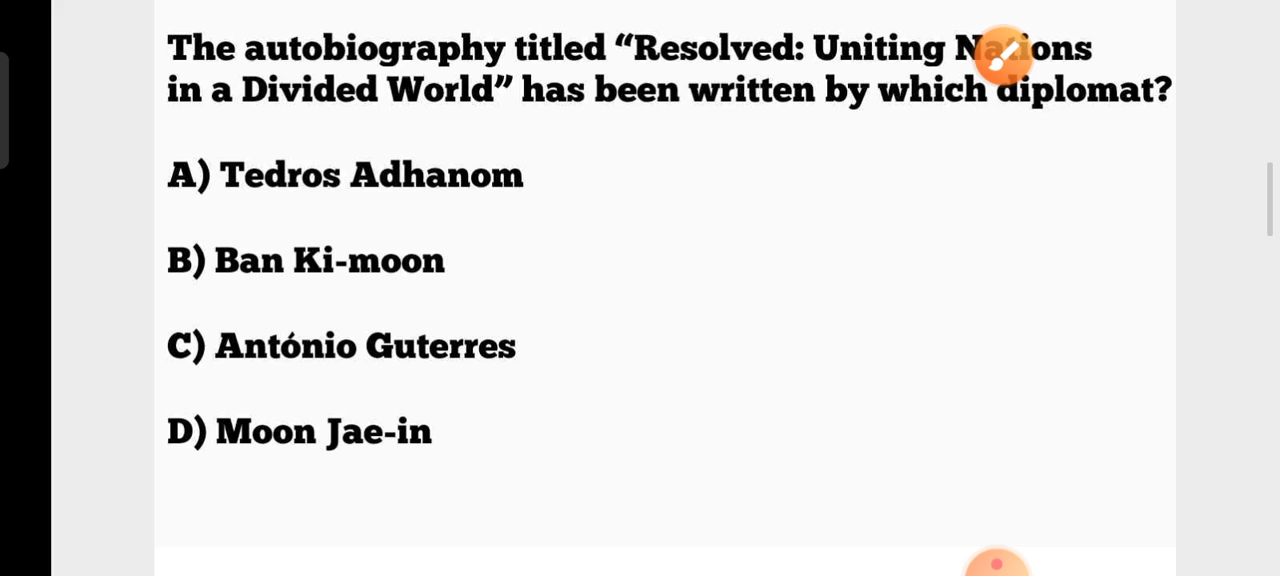 The autobiography titled “Resolved: Uniting Nations
in a Divided World” has been written by which diplomat?
A) Tedros Adhanom
B) Ban Ki-moon
C) António Guterres
D) Moon Jae-in